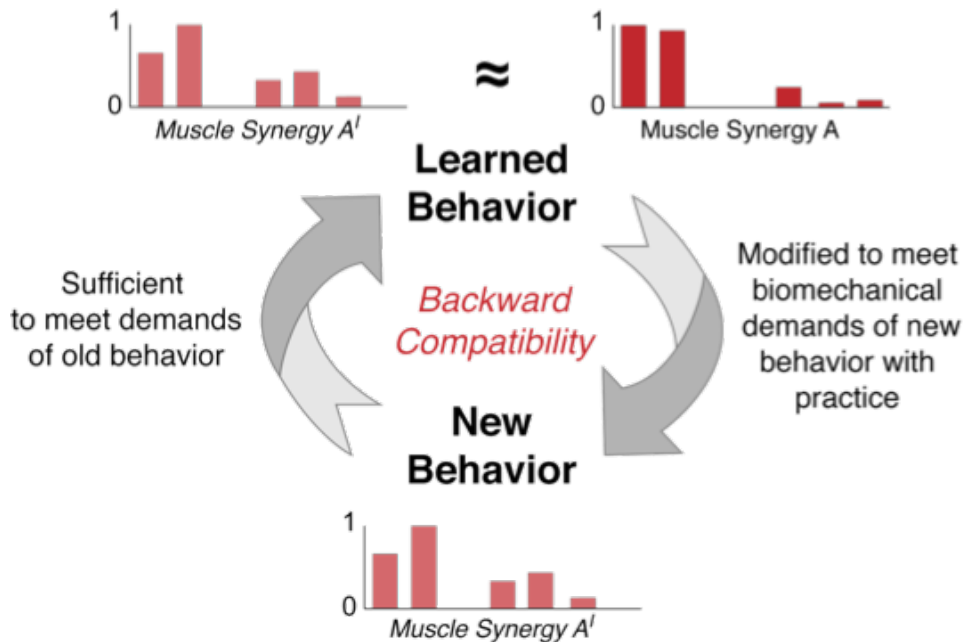 1
0
Muscle Synergy A^I
≈
1
0
Muscle Synergy A
Learned
Behavior
Sufficient
to meet demands
of old behavior
Backward
Compatibility
Modified to meet
biomechanical
demands of new
behavior with
practice
New
Behavior
1
0
Muscle Synergy A^I